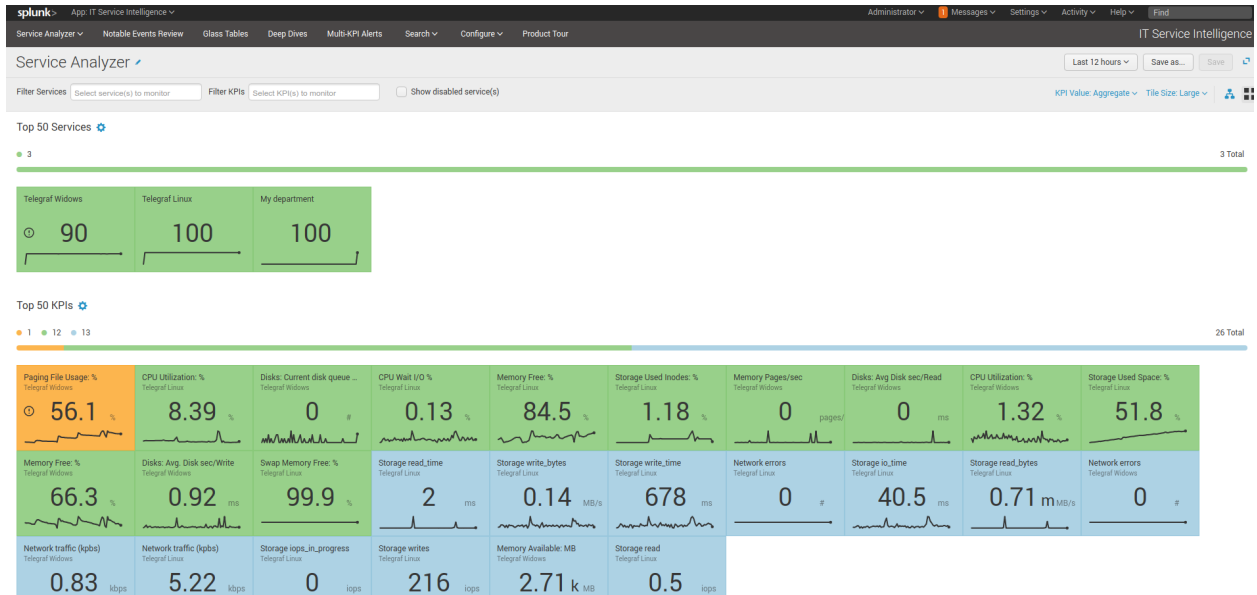 splunk> App: IT Service Intelligence Administrator 1 Messages Settings Activity Help Find
Service Analyzer Notable Events Review Glass Tables Deep Dives Multi-KPI Alerts Search Configure Product Tour IT Service Intelligence
Service Analyzer Last 12 hours Save as... Save
Filter Services Select service(s) to monitor Filter KPIs Select KPI(s) to monitor Show disabled service(s) KPI Value: Aggregate Tile Size: Large
Top 50 Services
3 3 Total
Telegraf Widows Telegraf Linux My department
90 100 100
Top 50 KPIs
1 12 13 26 Total
Paging File Usage: % CPU Utilization: % Disks: Current disk queue ... CPU Wait I/O % Memory Free: % Storage Used Inodes: % Memory Pages/sec Disks: Avg Disk sec/Read CPU Utilization: % Storage Used Space: %
Telegraf Widows Telegraf Linux Telegraf Widows Telegraf Linux Telegraf Linux Telegraf Linux Telegraf Widows Telegraf Widows Telegraf Widows Telegraf Linux
56.1 % 8.39 % 0 # 0.13 % 84.5 % 1.18 % 0 pages/ 0 ms 1.32 % 51.8 %
Memory Free: % Disks: Avg. Disk sec/Write Swap Memory Free: % Storage read_time Storage write_bytes Storage write_time Network errors Storage io_time Storage read_bytes Network errors
Telegraf Widows Telegraf Widows Telegraf Linux Telegraf Linux Telegraf Linux Telegraf Linux Telegraf Linux Telegraf Linux Telegraf Linux Telegraf Widows
66.3 % 0.92 ms 99.9 % 2 ms 0.14 MB/s 678 ms 0 # 40.5 ms 0.71 m MB/s 0 #
Network traffic (kpbs) Network traffic (kpbs) Storage iops_in_progress Storage writes Memory Available: MB Storage read
Telegraf Widows Telegraf Linux Telegraf Linux Telegraf Linux Telegraf Widows Telegraf Linux
0.83 kbps 5.22 kbps 0 iops 216 iops 2.71 k MB 0.5 iops